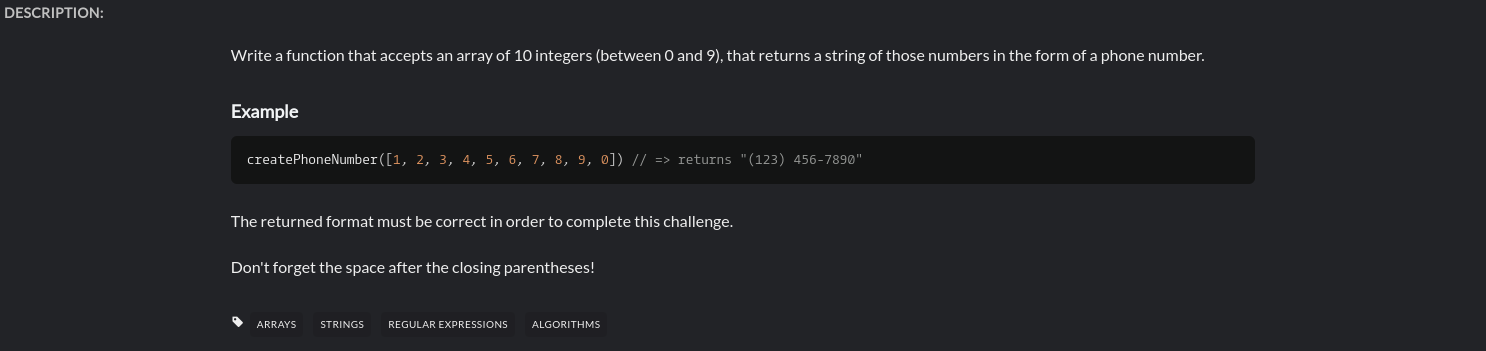 DESCRIPTION:
Write a function that accepts an array of 10 integers (between 0 and 9), that returns a string of those numbers in the form of a phone number.
Example
createPhoneNumber([1, 2, 3, 4, 5, 6, 7, 8, 9, 0]) // => returns "(123) 456-7890"
The returned format must be correct in order to complete this challenge.
Don't forget the space after the closing parentheses!
ARRAYS STRINGS REGULAR EXPRESSIONS ALGORITHMS